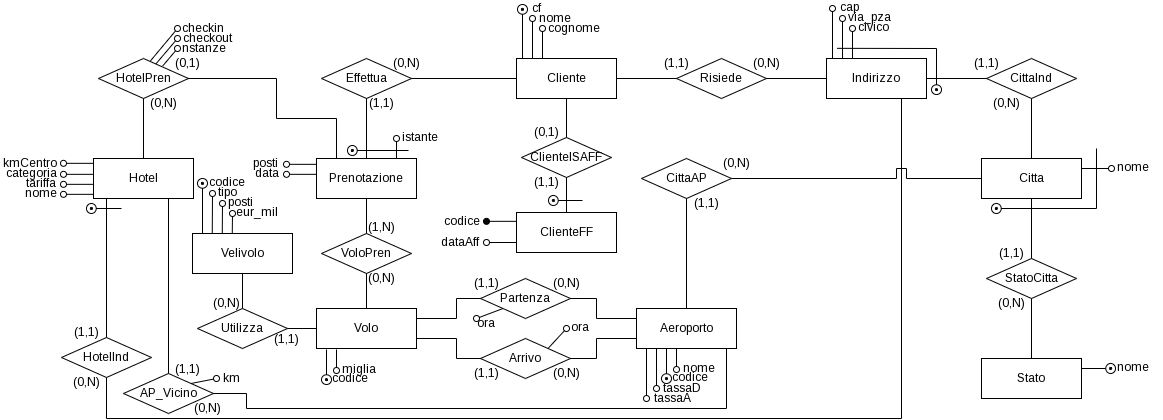 cap
via_pza
civico
cf
nome
cognome
checkin
checkout
nstanze
(0,1)
(0,N)
(1,1)
(0,N)
(1,1)
HotelPren
Effettua
Cliente
Risiede
Indirizzo
CittaInd
(0,N)
(1,1)
(0,N)
(0,1)
istante
ClienteISAFF
kmCentro
categoria
tariffa
nome
Hotel
posti
data
Prenotazione
(1,1)
CittaAP
(0,N)
(1,1)
Citta
nome
codice
tipo
posti
eur_mil
codice
dataAff
ClienteFF
(1,N)
VoloPren
(0,N)
Velivolo
(1,1)
StatoCitta
(0,N)
(0,N)
Utilizza
(1,1)
(1,1)
Partenza
(0,N)
ora
Volo
ora
Aeroporto
(1,1)
HotelInd
(0,N)
Arrivo
(1,1)
(0,N)
miglia
codice
nome
codice
tassaD
tassaA
Stato
nome
(1,1)
km
AP_Vicino
(0,N)